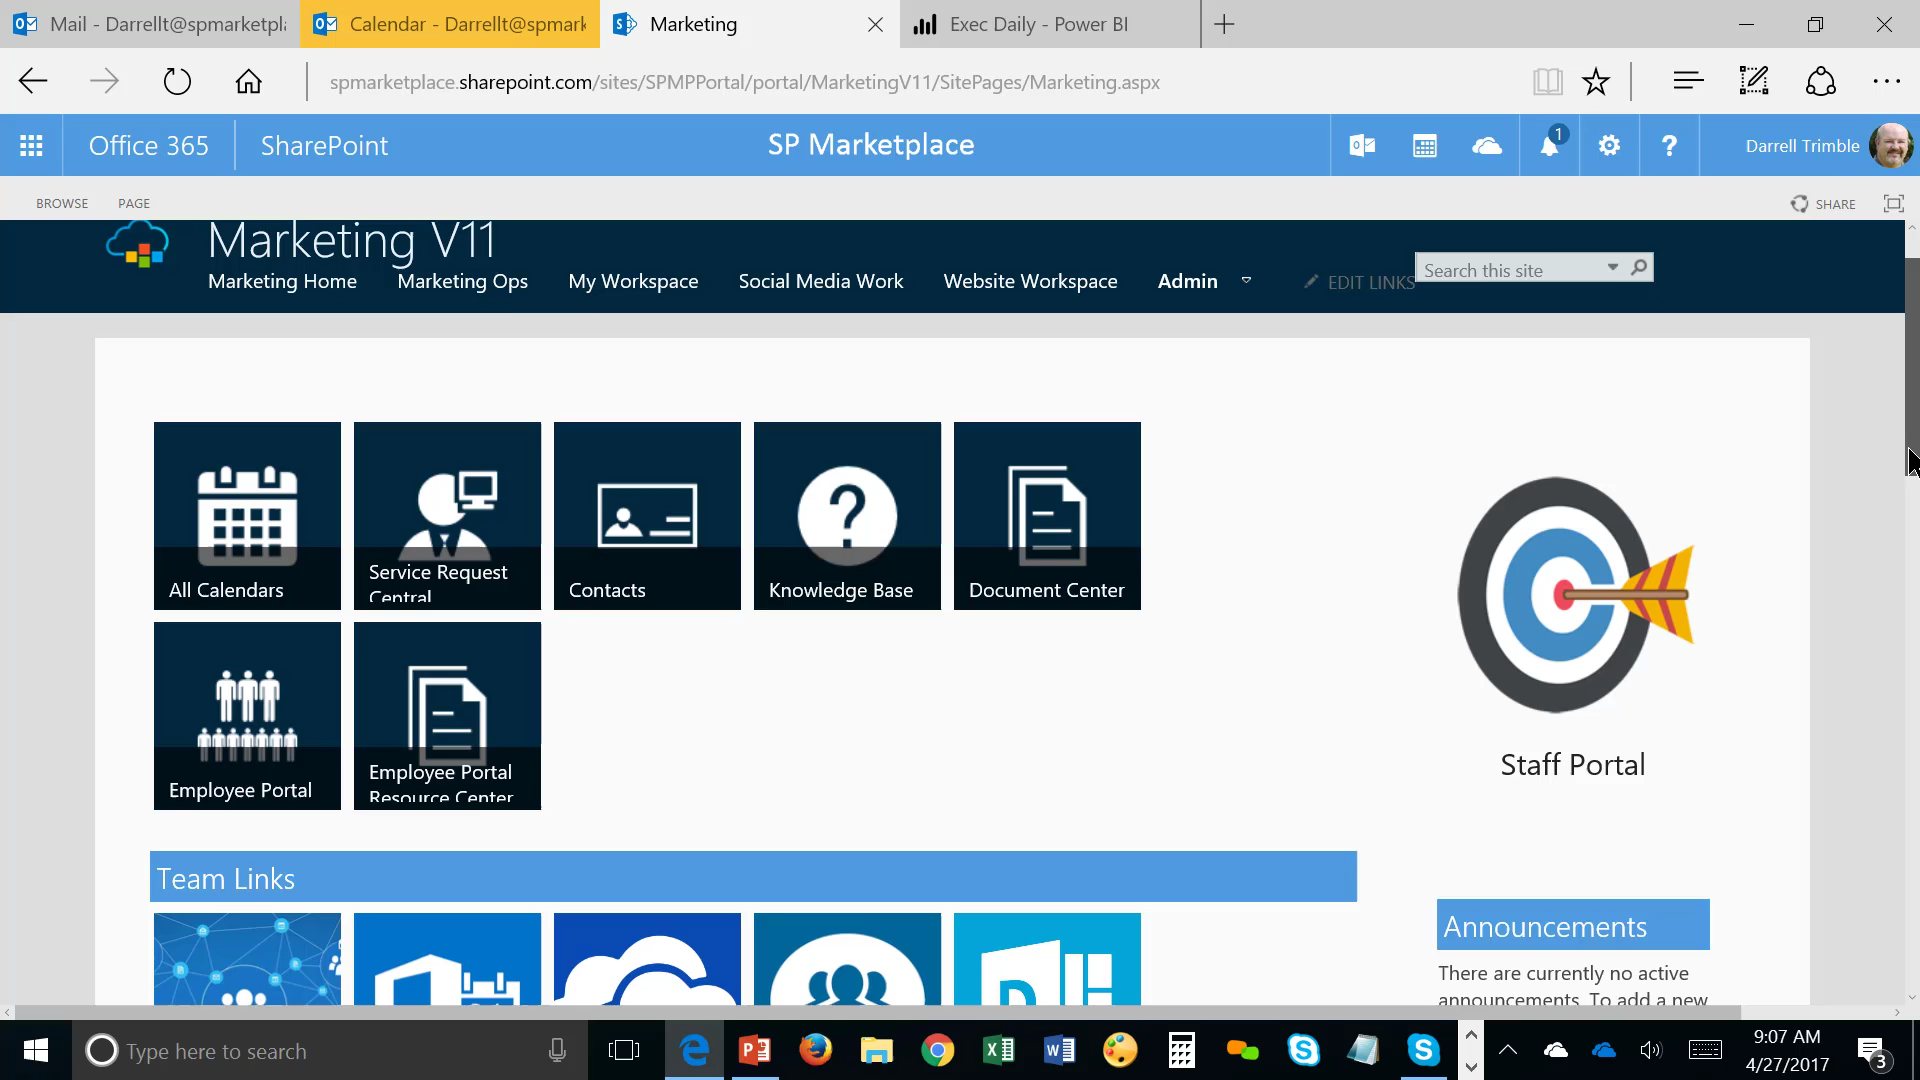 Mail - Darrellt@spmarketpla
Calendar - Darrellt@spmark
Marketing
Exec Daily - Power BI
spmarketplace.sharepoint.com/sites/SPMPPortal/portal/MarketingV11/SitePages/Marketing.aspx
Office 365
SharePoint
SP Marketplace
1
Darrell Trimble
BROWSE
PAGE
SHARE
Marketing V11
Marketing Home
Marketing Ops
My Workspace
Social Media Work
Website Workspace
Admin
EDIT LINKS
Search this site
All Calendars
Service Request
Central
Contacts
Knowledge Base
Document Center
Employee Portal
Employee Portal
Resource Center
Staff Portal
Team Links
Announcements
There are currently no active
announcements. To add a new
Type here to search
9:07 AM
4/27/2017
3